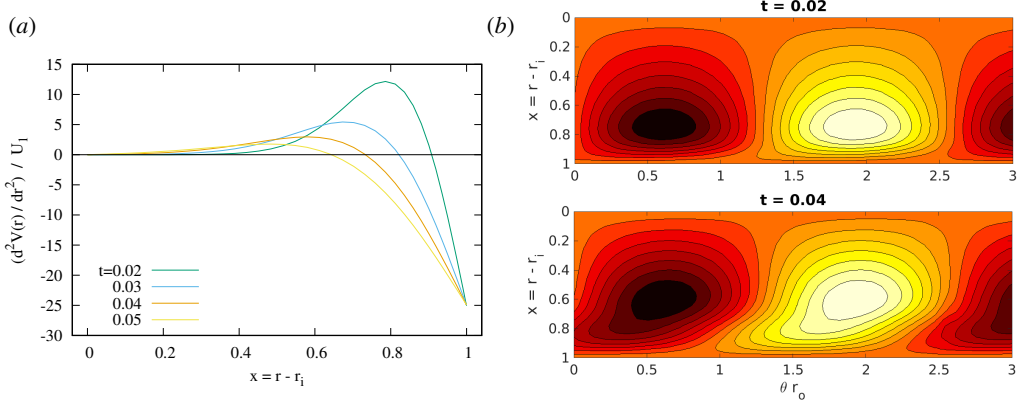 (a)
15
10
5
0
-5
-10
-15
-20
-25
-30
(d²V(r) / dr²) / U₁
t=0.02
0.03
0.04
0.05
0 0.2 0.4 0.6 0.8 1
x = r - rᵢ
(b)
t = 0.02
0
0.2
0.4
0.6
0.8
1
x = r - rᵢ
0 0.5 1 1.5 2 2.5 3
t = 0.04
0
0.2
0.4
0.6
0.8
1
x = r - rᵢ
0 0.5 1 1.5 2 2.5 3
θ rₒ